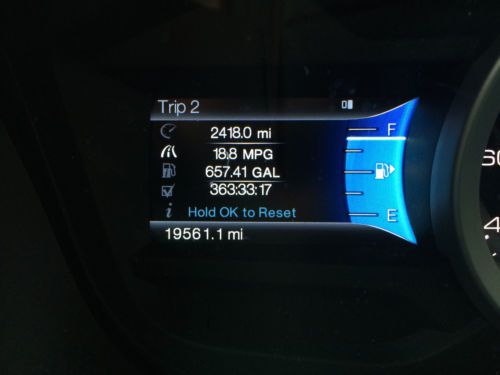 Trip 2
2418.0 mi
18.8 MPG
657.41 GAL
363:33:17
Hold OK to Reset
19561.1 mi
F
E